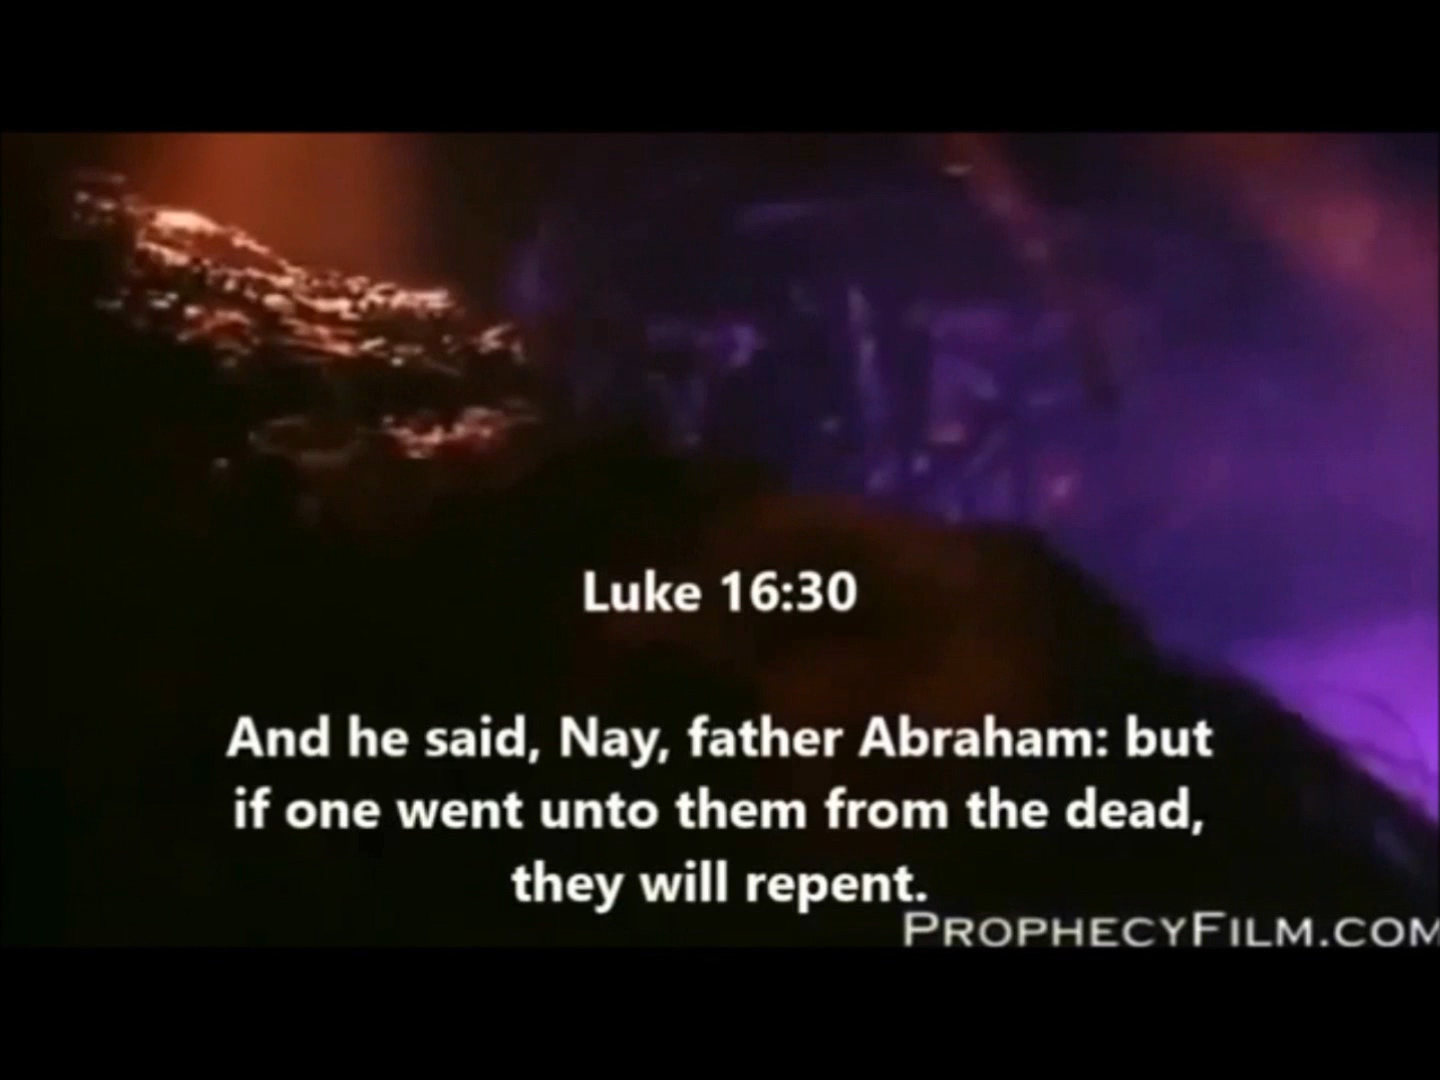 Luke 16:30
And he said, Nay, father Abraham: but
if one went unto them from the dead,
they will repent.
PROPHECYFILM.COM